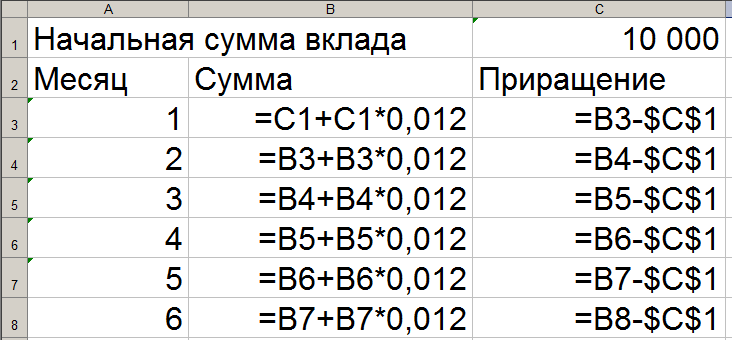 A B C
1 Начальная сумма вклада 10 000
2 Месяц Сумма Приращение
3 1 =C1+C1*0,012 =B3-$C$1
4 2 =B3+B3*0,012 =B4-$C$1
5 3 =B4+B4*0,012 =B5-$C$1
6 4 =B5+B5*0,012 =B6-$C$1
7 5 =B6+B6*0,012 =B7-$C$1
8 6 =B7+B7*0,012 =B8-$C$1